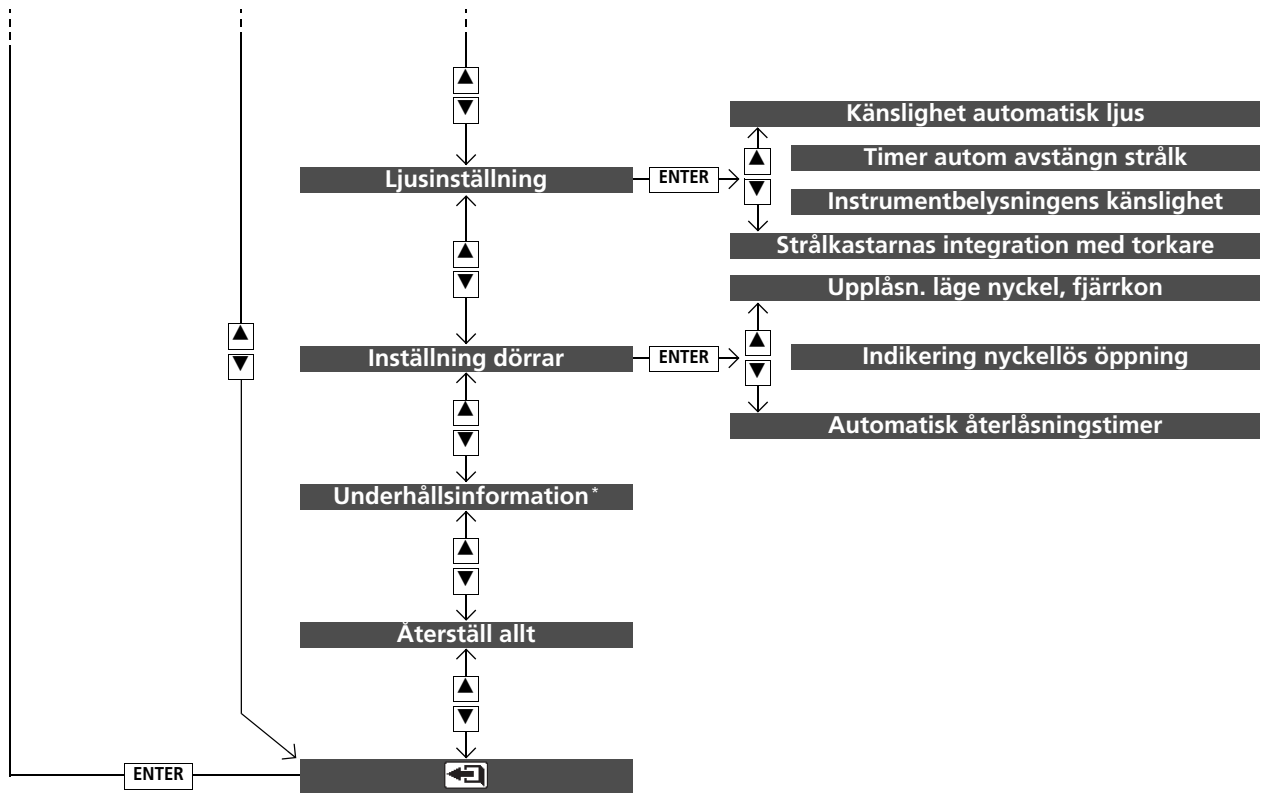 Känslighet automatisk ljus
Timer autom avstängn strålk
Ljusinställning
ENTER
Instrumentbelysningens känslighet
Strålkastarnas integration med torkare
Upplåsn. läge nyckel, fjärrkon
Inställning dörrar
ENTER
Indikering nyckellös öppning
Automatisk återlåsningstimer
Underhållsinformation*
Återställ allt
ENTER